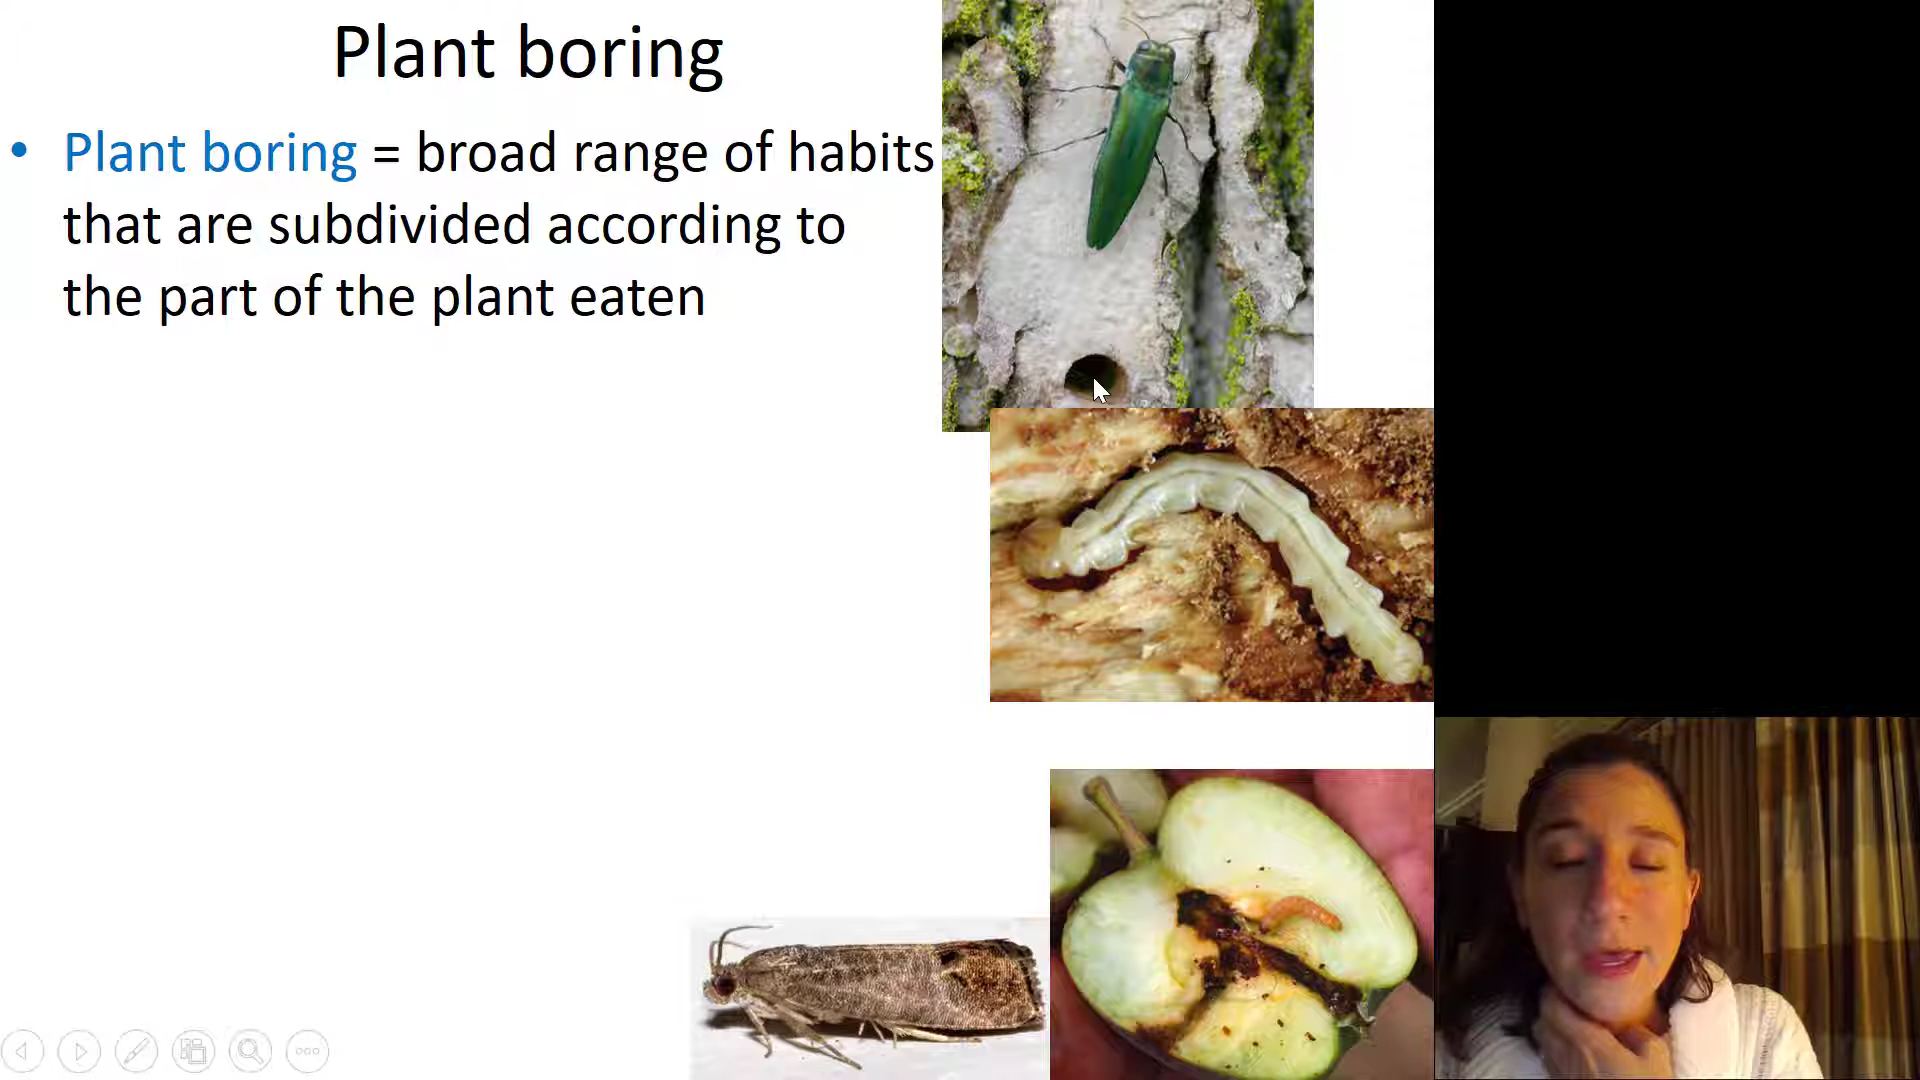 Plant boring
• Plant boring = broad range of habits
that are subdivided according to
the part of the plant eaten